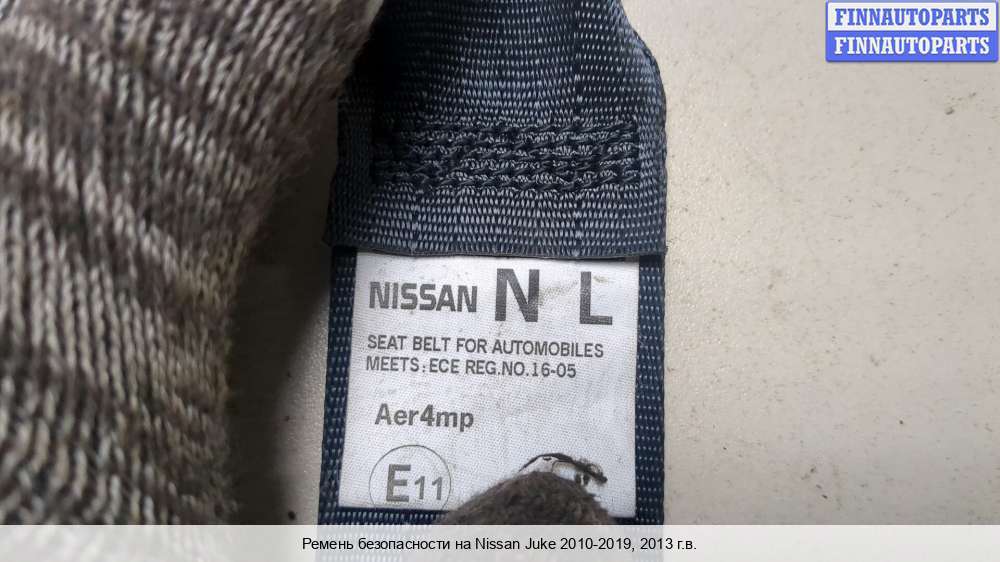 FINNAUTOPARTS
FINNAUTOPARTS
NISSAN N L
SEAT BELT FOR AUTOMOBILES
MEETS: ECE REG.NO.16-05
Aer4mp
E11
Ремень безопасности на Nissan Juke 2010-2019, 2013 г.в.